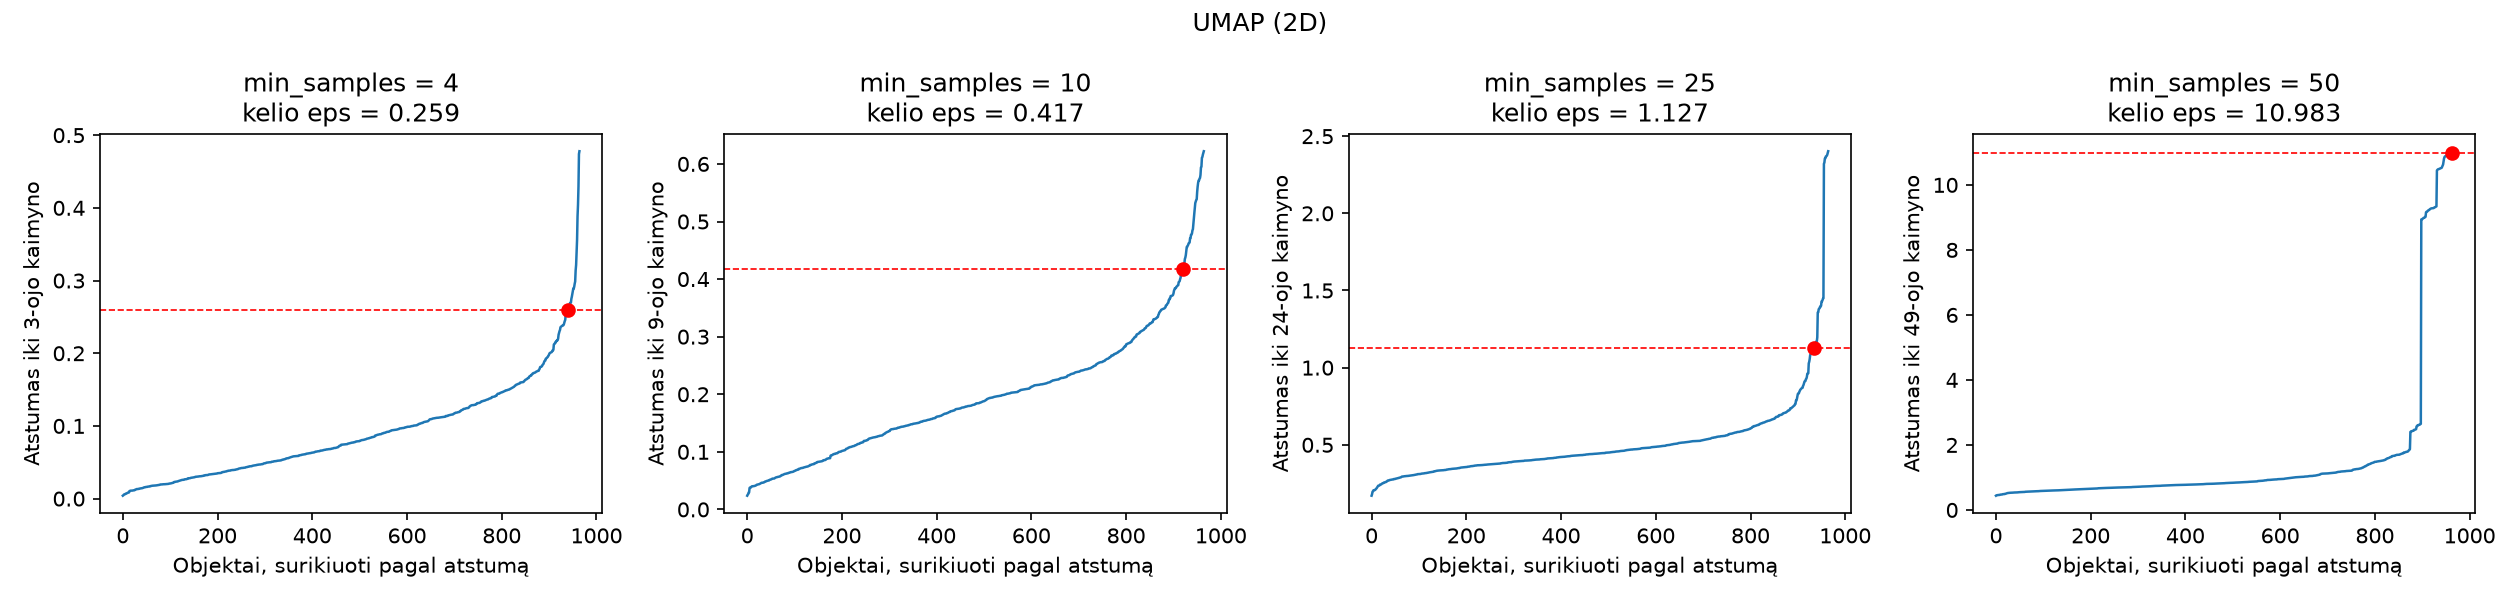 UMAP (2D)
min_samples = 4
kelio eps = 0.259
Atstumas iki 3-ojo kaimyno
0.5
0.4
0.3
0.2
0.1
0.0
0 200 400 600 800 1000
Objektai, surikiuoti pagal atstumą
min_samples = 10
kelio eps = 0.417
Atstumas iki 9-ojo kaimyno
0.6
0.5
0.4
0.3
0.2
0.1
0.0
0 200 400 600 800 1000
Objektai, surikiuoti pagal atstumą
min_samples = 25
kelio eps = 1.127
Atstumas iki 24-ojo kaimyno
2.5
2.0
1.5
1.0
0.5
0 200 400 600 800 1000
Objektai, surikiuoti pagal atstumą
min_samples = 50
kelio eps = 10.983
Atstumas iki 49-ojo kaimyno
10
8
6
4
2
0
0 200 400 600 800 1000
Objektai, surikiuoti pagal atstumą